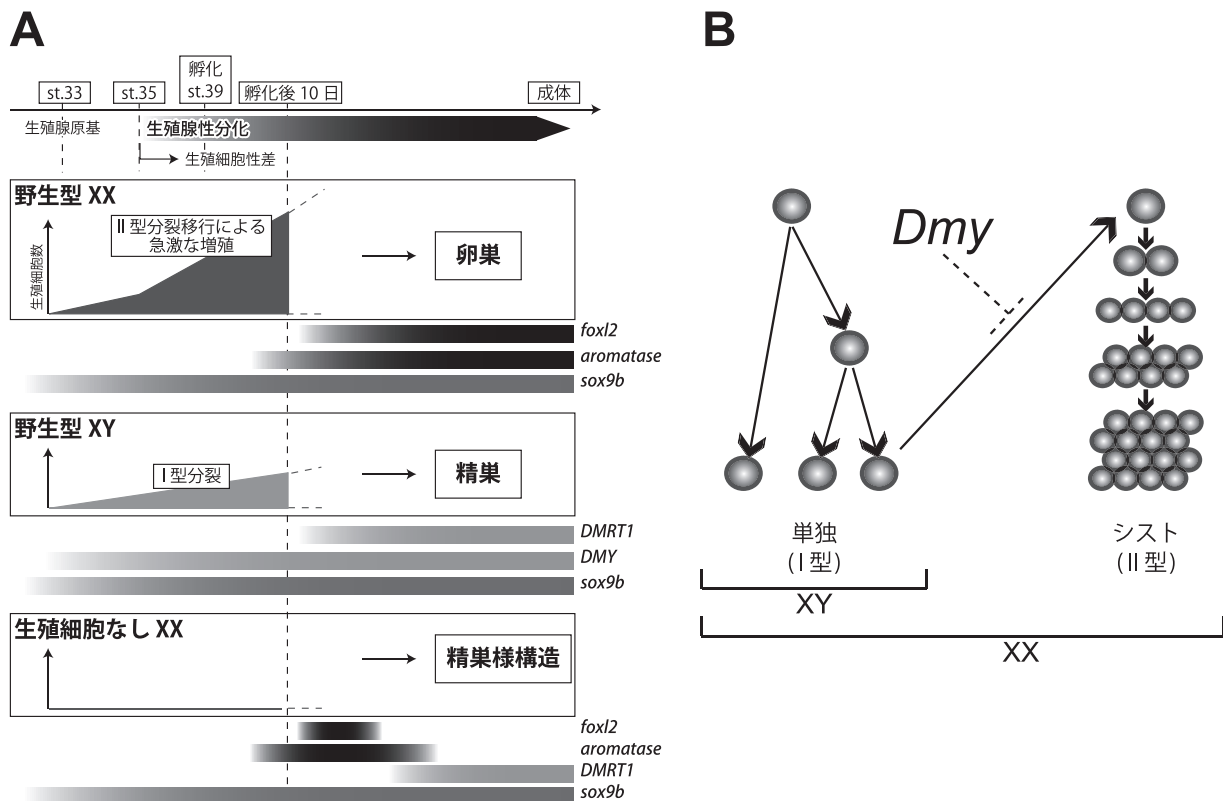 A
孵化
st.33
st.35
st.39
孵化後 10 日
成体
生殖腺原基
生殖腺性分化
生殖細胞性差
野生型 XX
生殖細胞数
II 型分裂移行による
急激な増殖
卵巣
foxl2
aromatase
sox9b
野生型 XY
I 型分裂
精巣
DMRT1
DMY
sox9b
生殖細胞なし XX
精巣様構造
foxl2
aromatase
DMRT1
sox9b
B
Dmy
単独
(I 型)
シスト
(II 型)
XY
XX